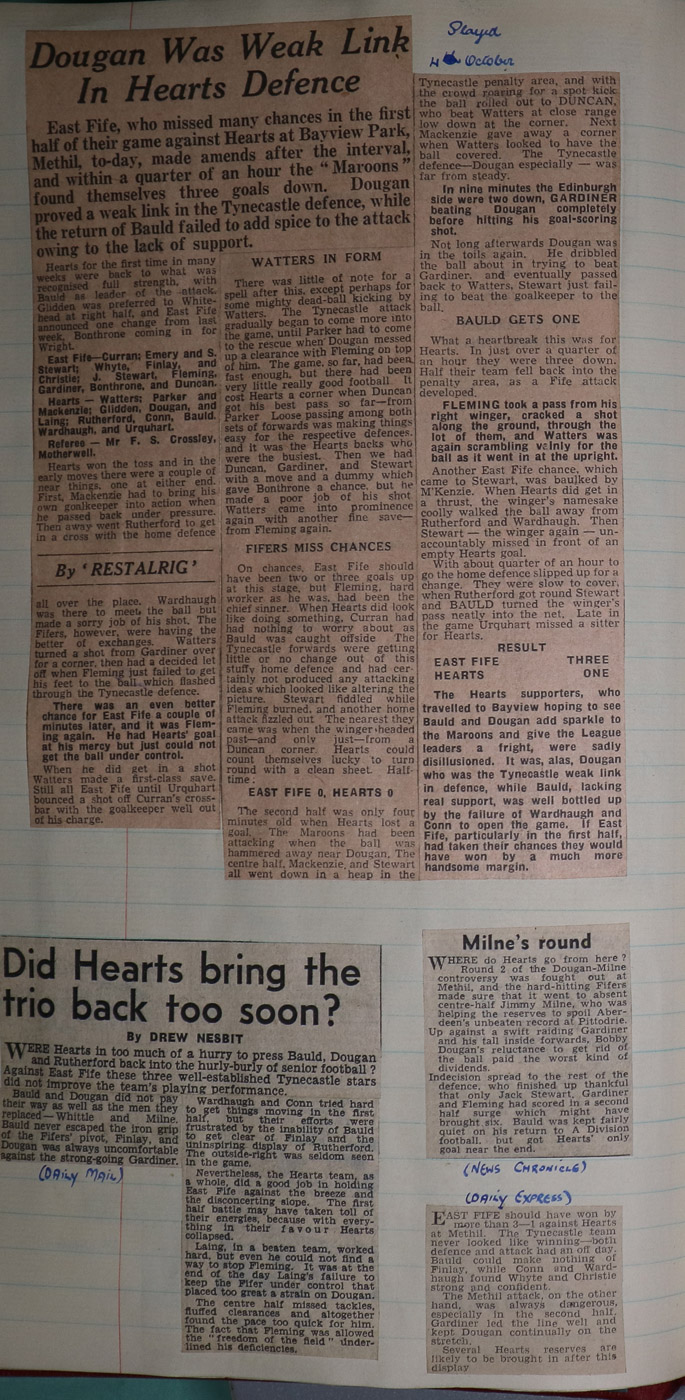 Played
4th October
Dougan Was Weak Link
In Hearts Defence
East Fife, who missed many chances in the first
half of their game against Hearts at Bayview Park,
Methil, to-day, made amends after the interval,
and within a quarter of an hour the "Maroons"
found themselves three goals down. Dougan
proved a weak link in the Tynecastle defence, while
the return of Bauld failed to add spice to the attack
owing to the lack of support.
Hearts for the first time in many
weeks were back to what was
recognised full strength, with
Bauld as leader of the attack.
Glidden was preferred to White-
head at right half, and East Fife
announced one change from last
week, Bonthrone coming in for
Wright.
East Fife—Curran; Emery and S.
Stewart; Whyte, Finlay, and
Christie; J. Stewart, Fleming,
Gardiner, Bonthrone, and Duncan.
Hearts — Watters; Parker and
Mackenzie; Glidden, Dougan, and
Laing; Rutherford, Conn, Bauld,
Wardhaugh, and Urquhart.
Referee — Mr F. S. Crossley,
Motherwell.
Hearts won the toss and in the
early moves there were a couple of
near things, one at either end.
First, Mackenzie had to bring his
own goalkeeper into action when
he passed back under pressure.
Then away went Rutherford to get
in a cross with the home defence
By 'RESTALRIG'
all over the place. Wardhaugh
was there to meet the ball but
made a sorry job of his shot. The
Fifers, however, were having the
better of exchanges. Watters
turned a shot from Gardiner over
for a corner, then had a decided let
off when Fleming just failed to get
his feet to the ball which flashed
through the Tynecastle defence.
There was an even better
chance for East Fife a couple of
minutes later, and it was Flem-
ing again. He had Hearts' goal
at his mercy but just could not
get the ball under control.
When he did get in a shot
Watters made a first-class save.
Still all East Fife until Urquhart
bounced a shot off Curran's cross-
bar with the goalkeeper well out
of his charge.
WATTERS IN FORM
There was little of note for a
spell after this, except perhaps for
some mighty dead-ball kicking by
Watters. The Tynecastle attack
gradually began to come more into
the game, until Parker had to come
to the rescue when Dougan messed
up a clearance with Fleming on top
of him. The game, so far, had been
fast enough, but there had been
very little really good football. It
cost Hearts a corner when Duncan
got his best pass so far—from
Parker. Loose passing among both
sets of forwards was making things
easy for the respective defences,
and it was the Hearts backs who
were the busiest. Then we had
Duncan, Gardiner, and Stewart
with a move and a dummy which
gave Bonthrone a chance, but he
made a poor job of his shot
Watters came into prominence
again with another fine save—
from Fleming again.
FIFERS MISS CHANCES
On chances, East Fife should
have been two or three goals up
at this stage, but Fleming, hard
worker as he was, had been the
chief sinner. When Hearts did look
like doing something, Curran had
had nothing to worry about as
Bauld was caught offside The
Tynecastle forwards were getting
little or no change out of this
stuffy home defence and had cer-
tainly not produced any attacking
ideas which looked like altering the
picture. Stewart fiddled while
Fleming burned, and another home
attack fizzled out The nearest they
came was when the winger headed
past—and only just—from a
Duncan corner. Hearts could
count themselves lucky to turn
round with a clean sheet. Half-
time:
EAST FIFE 0, HEARTS 0
The second half was only four
minutes old when Hearts lost a
goal. The Maroons had been
attacking when the ball was
hammered away near Dougan. The
centre half, Mackenzie, and Stewart
all went down in a heap in the
Tynecastle penalty area, and with
the crowd roaring for a spot kick
the ball rolled out to DUNCAN,
who beat Watters at close range
low down at the corner. Next
Mackenzie gave away a corner
when Watters looked to have the
ball covered. The Tynecastle
defence—Dougan especially — was
far from steady.
In nine minutes the Edinburgh
side were two down, GARDINER
beating Dougan completely
before hitting his goal-scoring
shot.
Not long afterwards Dougan was
in the toils again. He dribbled
the ball about in trying to beat
Gardiner, and eventually passed
back to Watters, Stewart just fail-
ing to beat the goalkeeper to the
ball.
BAULD GETS ONE
What a heartbreak this was for
Hearts. In just over a quarter of
an hour they were three down.
Half their team fell back into the
penalty area, as a Fife attack
developed.
FLEMING took a pass from his
right winger, cracked a shot
along the ground, through the
lot of them, and Watters was
again scrambling vainly for the
ball as it went in at the upright.
Another East Fife chance, which
came to Stewart, was baulked by
M'Kenzie. When Hearts did get in
a thrust, the winger's namesake
coolly walked the ball away from
Rutherford and Wardhaugh. Then
Stewart — the winger again — un-
accountably missed in front of an
empty Hearts goal.
With about quarter of an hour to
go the home defence slipped up for a
change. They were slow to cover,
when Rutherford got round Stewart
and BAULD turned the winger's
pass neatly into the net. Late in
the game Urquhart missed a sitter
for Hearts.
RESULT
EAST FIFE THREE
HEARTS ONE
The Hearts supporters, who
travelled to Bayview hoping to see
Bauld and Dougan add sparkle to
the Maroons and give the League
leaders a fright, were sadly
disillusioned. It was, alas, Dougan
who was the Tynecastle weak link
in defence, while Bauld, lacking
real support, was well bottled up
by the failure of Wardhaugh and
Conn to open the game. If East
Fife, particularly in the first half,
had taken their chances they would
have won by a much more
handsome margin.
Did Hearts bring the
trio back too soon?
By DREW NESBIT
WERE Hearts in too much of a hurry to press Bauld, Dougan
and Rutherford back into the hurly-burly of senior football?
Against East Fife these three well-established Tynecastle stars
did not improve the team's playing performance.
Bauld and Dougan did not pay
their way as well as the men they
replaced—Whittle and Milne.
Bauld never escaped the iron grip
of the Fifers' pivot, Finlay, and
Dougan was always uncomfortable
against the strong-going Gardiner.
(DAILY MAIL)
Wardhaugh and Conn tried hard
to get things moving in the first
half, but their efforts were
frustrated by the inability of Bauld
to get clear of Finlay and the
uninspiring display of Rutherford.
The outside-right was seldom seen
in the game.
Nevertheless, the Hearts team, as
a whole, did a good job in holding
East Fife against the breeze and
the disconcerting slope. The first
half battle may have taken toll of
their energies, because with every-
thing in their favour Hearts
collapsed.
Laing, in a beaten team, worked
hard, but even he could not find a
way to stop Fleming. It was at the
end of the day Laing's failure to
keep the Fifer under control that
placed too great a strain on Dougan.
The centre half missed tackles,
fluffed clearances and altogether
found the pace too quick for him.
The fact that Fleming was allowed
the "freedom of the field" under-
lined his deficiencies.
Milne's round
WHERE do Hearts go from here?
Round 2 of the Dougan-Milne
controversy was fought out at
Methil, and the hard-hitting Fifers
made sure that it went to absent
centre-half Jimmy Milne, who was
helping the reserves to spoil Aber-
deen's unbeaten record at Pittodrie.
Up against a swift raiding Gardiner
and his tall inside forwards, Bobby
Dougan's reluctance to get rid of
the ball paid the worst kind of
dividends.
Indecision spread to the rest of the
defence, who finished up thankful
that only Jack Stewart, Gardiner
and Fleming had scored in a second
half surge which might have
brought six. Bauld was kept fairly
quiet on his return to A Division
football, but got Hearts' only
goal near the end.
(NEWS CHRONICLE)
(DAILY EXPRESS)
EAST FIFE should have won by
more than 3—1 against Hearts
at Methil. The Tynecastle team
never looked like winning—both
defence and attack had an off day.
Bauld could make nothing of
Finlay, while Conn and Ward-
haugh found Whyte and Christie
strong and confident.
The Methil attack, on the other
hand, was always dangerous,
especially in the second half.
Gardiner led the line well and
kept Dougan continually on the
stretch.
Several Hearts reserves are
likely to be brought in after this
display